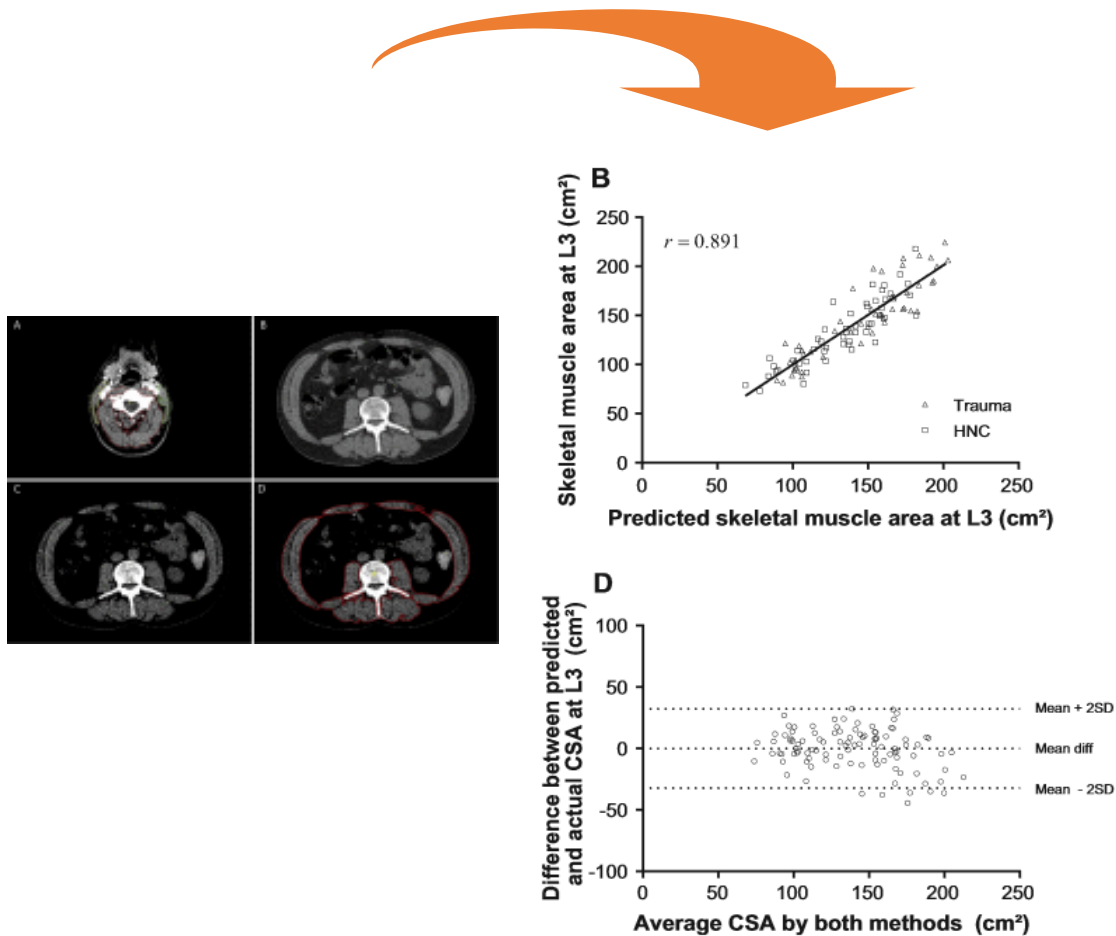 A
B
C
D
B
Skeletal muscle area at L3 (cm²)
250
200
150
100
50
0
r = 0.891
Trauma
HNC
0
50
100
150
200
250
Predicted skeletal muscle area at L3 (cm²)
D
Difference between predicted
and actual CSA at L3 (cm²)
100
50
0
-50
-100
Mean + 2SD
Mean diff
Mean - 2SD
0
50
100
150
200
250
Average CSA by both methods (cm²)